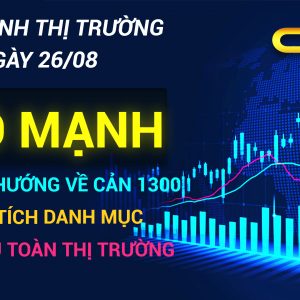 NH THỊ TRƯỜNG
GÀY 26/08
MẠNH
HƯỚNG VỀ CẢN 1300
TÍCH DANH MỤC
TOÀN THỊ TRƯỜNG